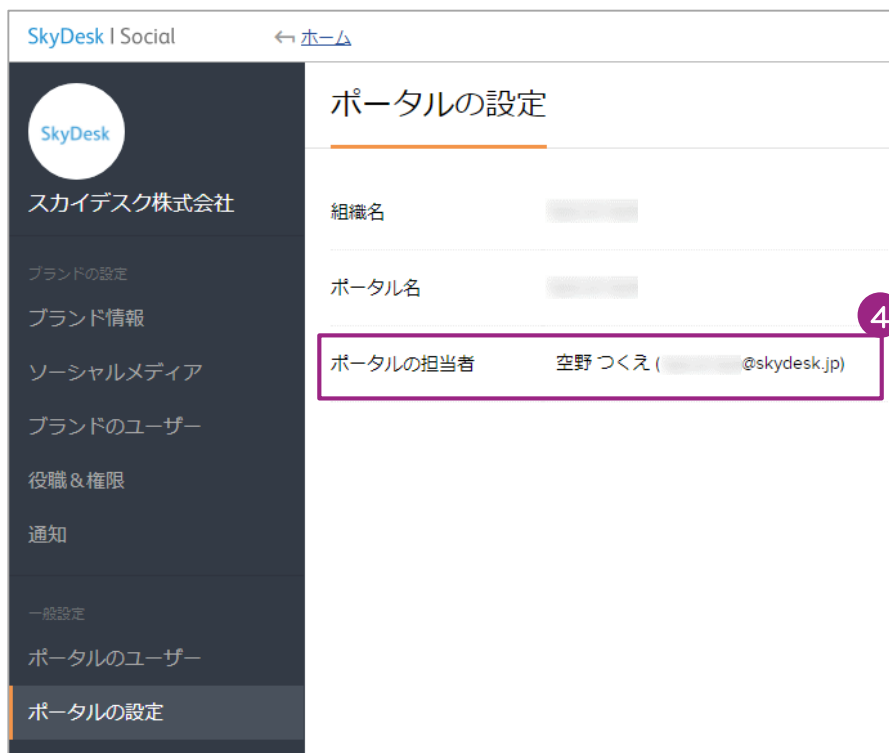 SkyDesk | Social ホーム
SkyDesk
スカイデスク株式会社
ブランドの設定
ブランド情報
ソーシャルメディア
ブランドのユーザー
役職&権限
通知
一般設定
ポータルのユーザー
ポータルの設定
ポータルの設定
組織名
ポータル名
4
ポータルの担当者 空野 つくえ ( @skydesk.jp)